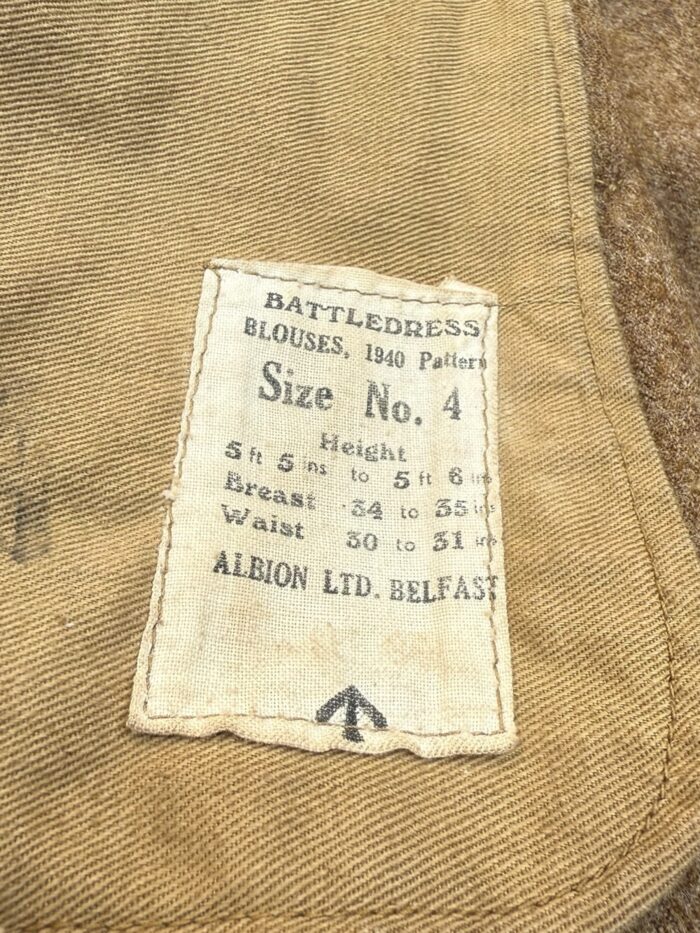 BATTLEDRESS
BLOUSES, 1940 Pattern
Size No. 4
Height
5 ft 5 ins to 5 ft 6 ins
Breast 34 to 35 ins
Waist 30 to 31 ins
ALBION LTD. BELFAST